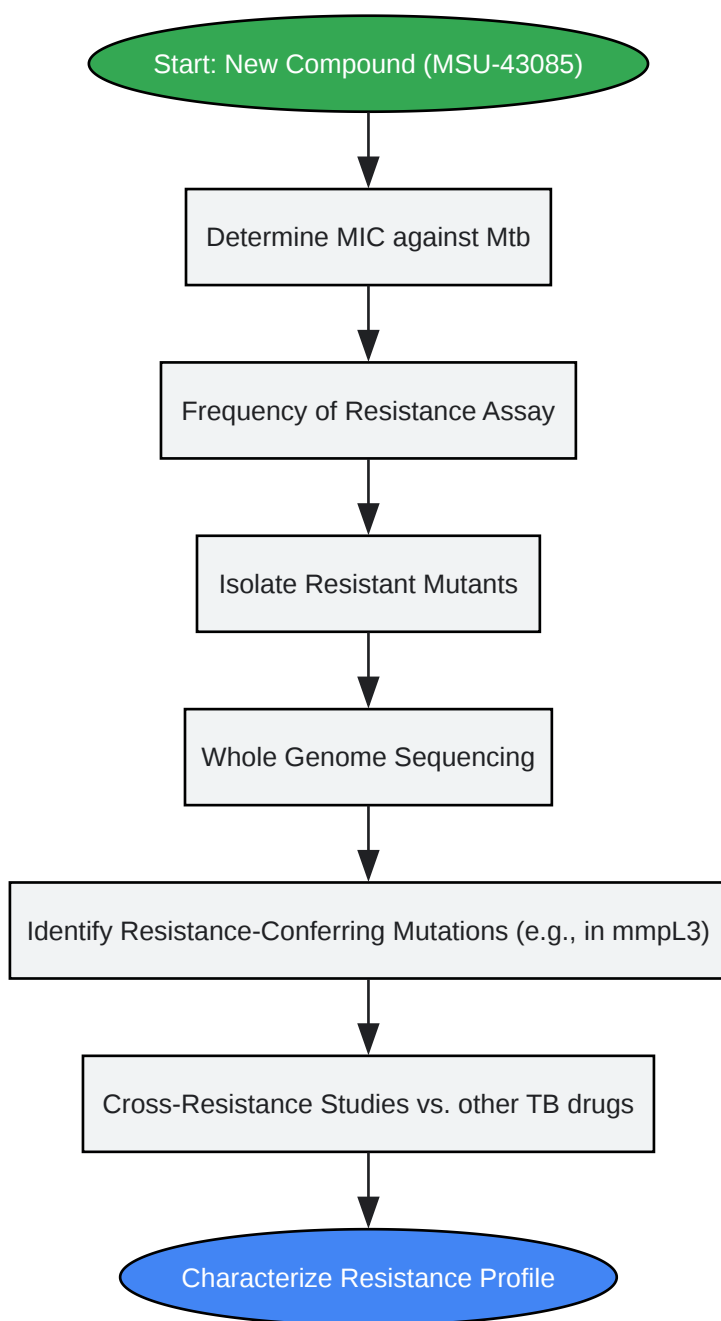 Start: New Compound (MSU-43085)
Determine MIC against Mtb
Frequency of Resistance Assay
Isolate Resistant Mutants
Whole Genome Sequencing
Identify Resistance-Conferring Mutations (e.g., in mmpL3)
Cross-Resistance Studies vs. other TB drugs
Characterize Resistance Profile